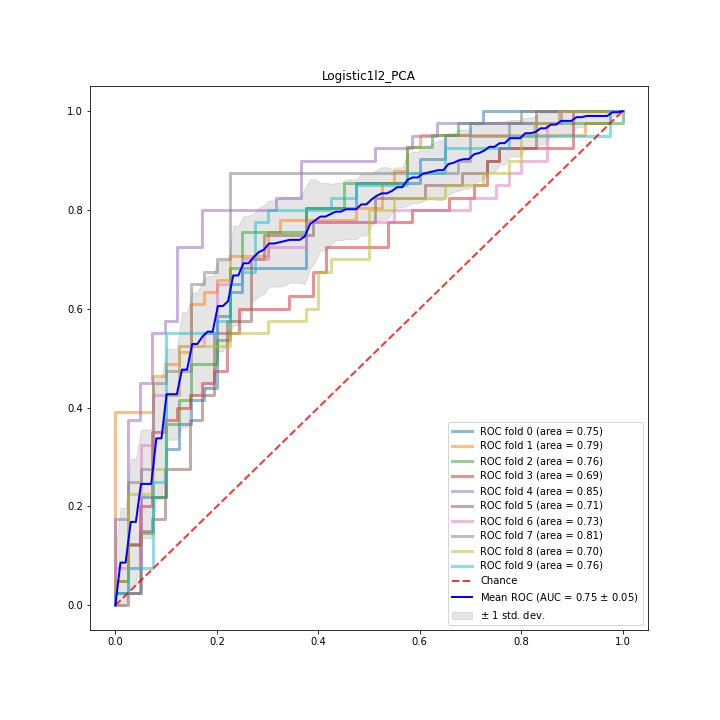 Logistic1l2_PCA
1.0
0.8
0.6
0.4
0.2
0.0
0.0 0.2 0.4 0.6 0.8 1.0
ROC fold 0 (area = 0.75)
ROC fold 1 (area = 0.79)
ROC fold 2 (area = 0.76)
ROC fold 3 (area = 0.69)
ROC fold 4 (area = 0.85)
ROC fold 5 (area = 0.71)
ROC fold 6 (area = 0.73)
ROC fold 7 (area = 0.81)
ROC fold 8 (area = 0.70)
ROC fold 9 (area = 0.76)
Chance
Mean ROC (AUC = 0.75 ± 0.05)
± 1 std. dev.